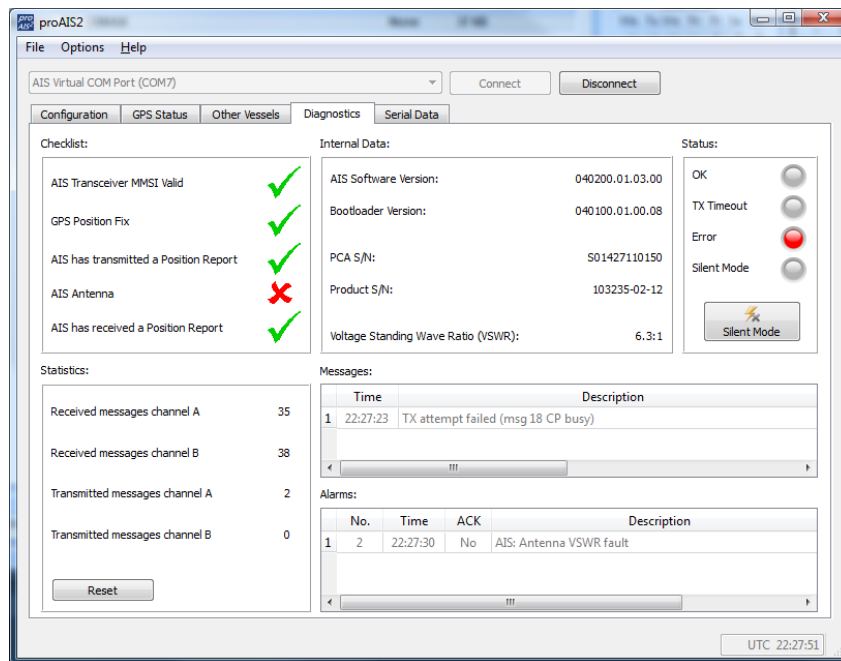 pro AIS2 proAIS2
File Options Help
AIS Virtual COM Port (COM7) Connect Disconnect
Configuration GPS Status Other Vessels Diagnostics Serial Data
Checklist:
AIS Transceiver MMSI Valid
GPS Position Fix
AIS has transmitted a Position Report
AIS Antenna
AIS has received a Position Report
Internal Data:
AIS Software Version: 040200.01.03.00
Bootloader Version: 040100.01.00.08
PCA S/N: S01427110150
Product S/N: 103235-02-12
Voltage Standing Wave Ratio (VSWR): 6.3:1
Status:
OK
TX Timeout
Error
Silent Mode
Silent Mode
Statistics:
Received messages channel A 35
Received messages channel B 38
Transmitted messages channel A 2
Transmitted messages channel B 0
Reset
Messages:
Time Description
1 22:27:23 TX attempt failed (msg 18 CP busy)
Alarms:
No. Time ACK Description
1 2 22:27:30 No AIS: Antenna VSWR fault
UTC 22:27:51